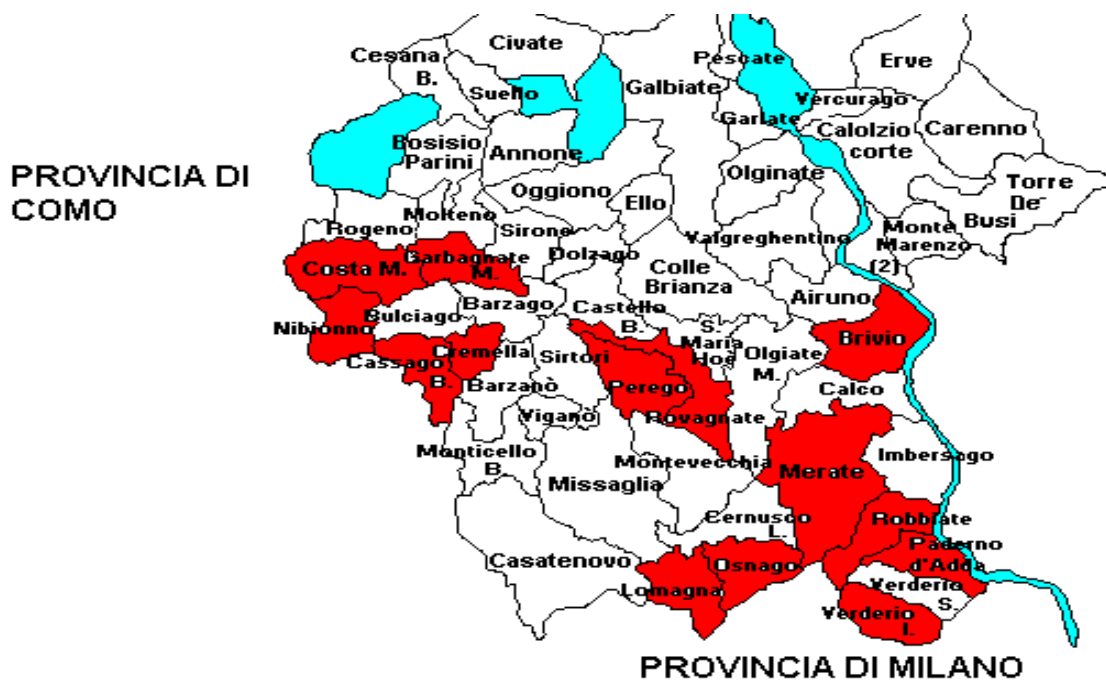 Civate
Cesana
B.
Suello
Pescate
Erve
Galbiate
Vercurago
Garlate
Bosisio
Parini
Annone
Calolzio
corte
Carenno
PROVINCIA DI
COMO
Oggiono
Ello
Olginate
Torre
De
Busi
Molteno
Rogeno
Sirone
Valgreghentino
Monte
Marenzo
(2)
Dolzago
Costa M.
Garbagnate
M.
Colle
Brianza
Airuno
Barzago
Castello
B.
Bulciago
Nibionno
S.
Maria
Hoè
Brivio
Cremella
Sirtori
Olgiate
M.
Cassago
B.
Barzanò
Perego
Calco
Rovagnate
Viganò
Monticello
B.
Montevecchia
Imbersago
Merate
Missaglia
Cernusco
L.
Robbiate
Paderno
d'Adda
Casatenovo
Osnago
Lomagna
Verderio
S.
Verderio
I.
PROVINCIA DI MILANO